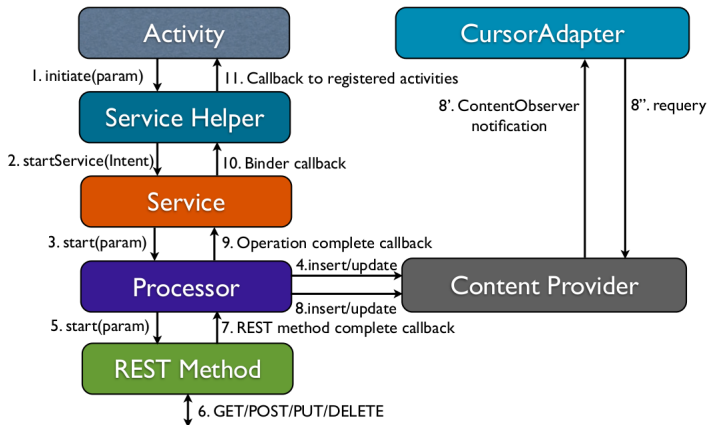 Activity
CursorAdapter
1. initiate(param)
11. Callback to registered activities
Service Helper
8'. ContentObserver
notification
8''. requery
2. startService(Intent)
10. Binder callback
Service
3. start(param)
9. Operation complete callback
4.insert/update
Processor
Content Provider
8.insert/update
5. start(param)
7. REST method complete callback
REST Method
6. GET/POST/PUT/DELETE